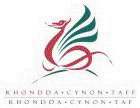 RHONDDA · CYNON · TAFF
RHONDDA · CYNON · TAF